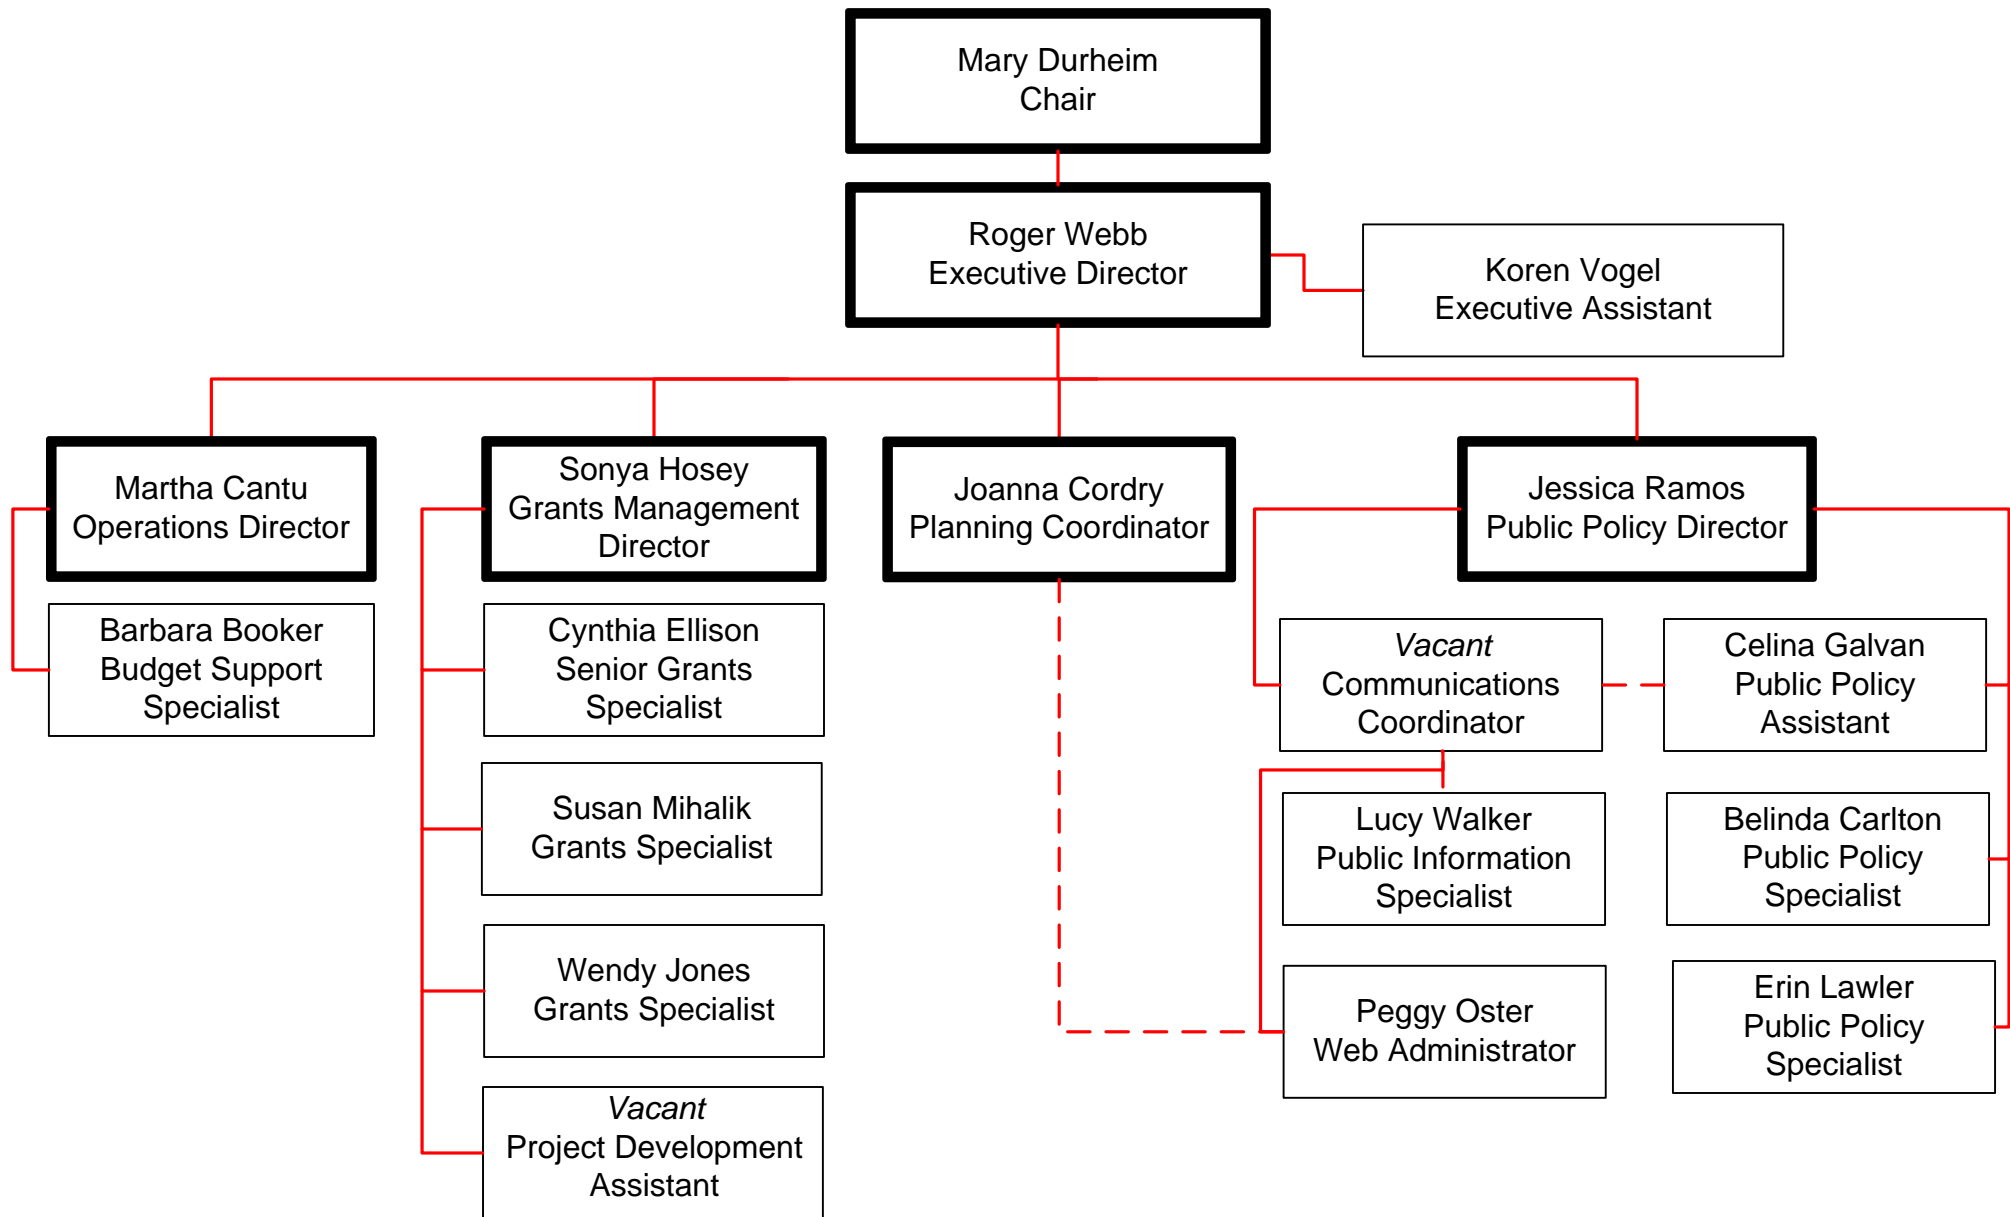 Mary Durheim
Chair
Roger Webb
Executive Director
Koren Vogel
Executive Assistant
Martha Cantu
Operations Director
Sonya Hosey
Grants Management
Director
Joanna Cordry
Planning Coordinator
Jessica Ramos
Public Policy Director
Barbara Booker
Budget Support
Specialist
Cynthia Ellison
Senior Grants
Specialist
Vacant
Communications
Coordinator
Celina Galvan
Public Policy
Assistant
Susan Mihalik
Grants Specialist
Lucy Walker
Public Information
Specialist
Belinda Carlton
Public Policy
Specialist
Wendy Jones
Grants Specialist
Peggy Oster
Web Administrator
Erin Lawler
Public Policy
Specialist
Vacant
Project Development
Assistant